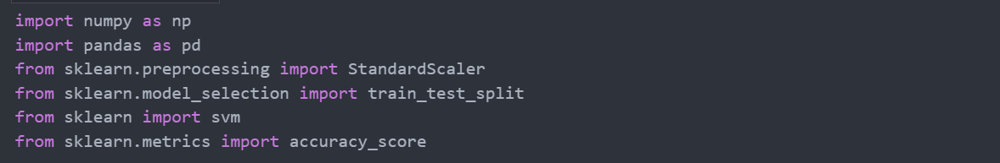 import numpy as np
import pandas as pd
from sklearn.preprocessing import StandardScaler
from sklearn.model_selection import train_test_split
from sklearn import svm
from sklearn.metrics import accuracy_score